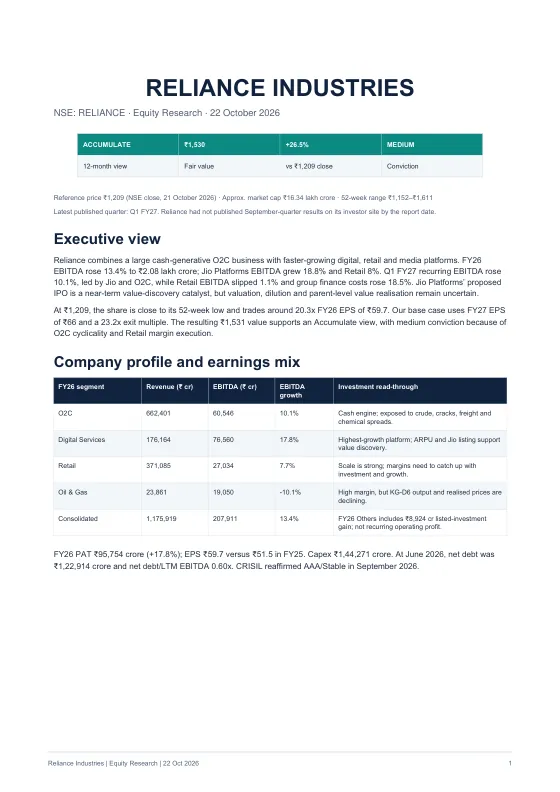 RELIANCE INDUSTRIES
NSE: RELIANCE · Equity Research · 22 October 2026
ACCUMULATE ₹1,530 +26.5% MEDIUM
12-month view Fair value vs ₹1,209 close Conviction
Reference price ₹1,209 (NSE close, 21 October 2026) · Approx. market cap ₹16.34 lakh crore · 52-week range ₹1,152–₹1,611
Latest published quarter: Q1 FY27. Reliance had not published September-quarter results on its investor site by the report date.
Executive view
Reliance combines a large cash-generative O2C business with faster-growing digital, retail and media platforms. FY26
EBITDA rose 13.4% to ₹2.08 lakh crore; Jio Platforms EBITDA grew 18.8% and Retail 8%. Q1 FY27 recurring EBITDA rose
10.1%, led by Jio and O2C, while Retail EBITDA slipped 1.1% and group finance costs rose 18.5%. Jio Platforms' proposed
IPO is a near-term value-discovery catalyst, but valuation, dilution and parent-level value realisation remain uncertain.
At ₹1,209, the share is close to its 52-week low and trades around 20.3x FY26 EPS of ₹59.7. Our base case uses FY27 EPS
of ₹66 and a 23.2x exit multiple. The resulting ₹1,531 value supports an Accumulate view, with medium conviction because of
O2C cyclicality and Retail margin execution.
Company profile and earnings mix
FY26 segment Revenue (₹ cr) EBITDA (₹ cr) EBITDA growth Investment read-through
O2C 662,401 60,546 10.1% Cash engine; exposed to crude, cracks, freight and
chemical spreads.
Digital Services 176,164 76,560 17.8% Highest-growth platform; ARPU and Jio listing support
value discovery.
Retail 371,085 27,034 7.7% Scale is strong; margins need to catch up with
investment and growth.
Oil & Gas 23,861 19,050 -10.1% High margin, but KG-D6 output and realised prices are
declining.
Consolidated 1,175,919 207,911 13.4% FY26 Others includes ₹8,924 cr listed-investment
gain; not recurring operating profit.
FY26 PAT ₹95,754 crore (+17.8%); EPS ₹59.7 versus ₹51.5 in FY25. Capex ₹1,44,271 crore. At June 2026, net debt was
₹1,22,914 crore and net debt/LTM EBITDA 0.60x. CRISIL reaffirmed AAA/Stable in September 2026.
Reliance Industries | Equity Research | 22 Oct 2026 1